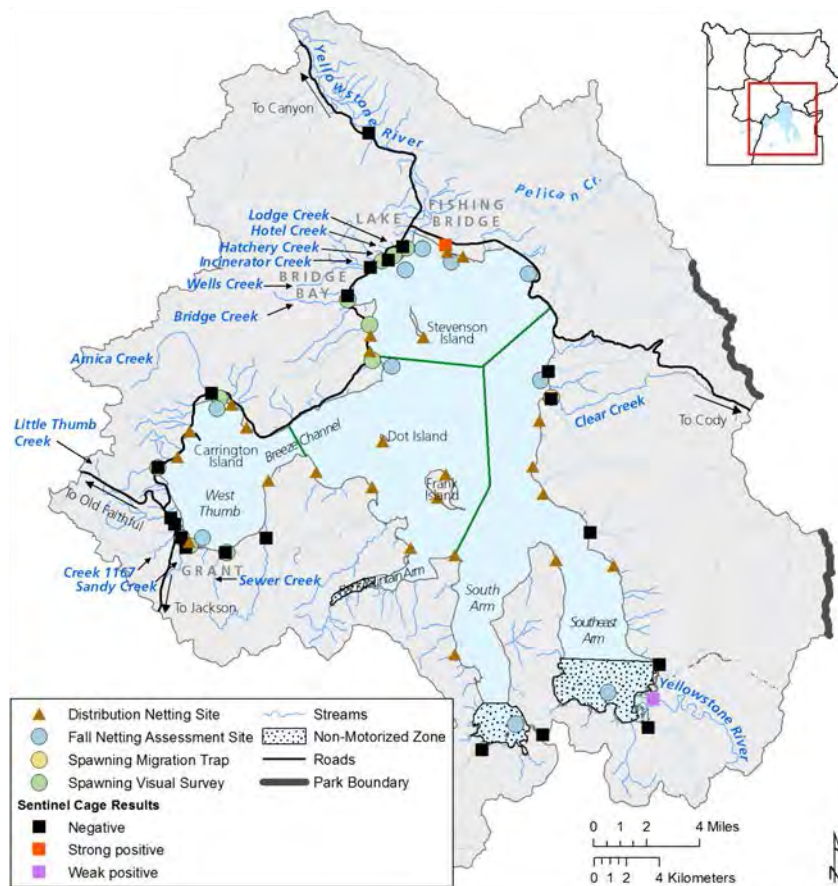 Yellowstone River
To Canyon
Pelican Cr.
FISHING
BRIDGE
LAKE
Lodge Creek
Hotel Creek
Hatchery Creek
Incinerator Creek
BRIDGE
BAY
Wells Creek
Bridge Creek
Stevenson
Island
Arnica Creek
Clear Creek
To Cody
Little Thumb
Creek
Carrington
Island
Breeze Channel
Dot Island
Frank
Island
West
Thumb
To Old Faithful
GRANT
Creek 1167
Sandy Creek
Sewer Creek
To Jackson
Flat Mountain Arm
South
Arm
Southeast
Arm
Yellowstone
River
Distribution Netting Site
Fall Netting Assessment Site
Spawning Migration Trap
Spawning Visual Survey
Sentinel Cage Results
Negative
Strong positive
Weak positive
Streams
Non-Motorized Zone
Roads
Park Boundary
0 1 2 4 Miles
0 1 2 4 Kilometers